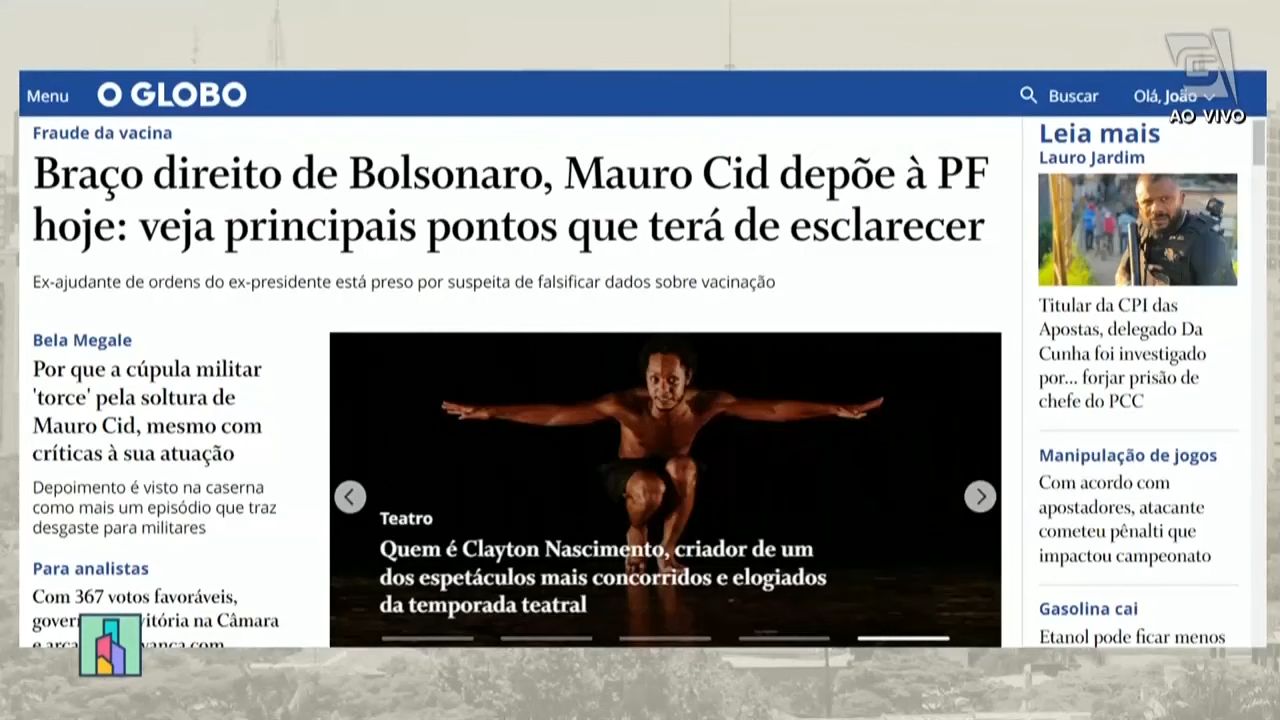 Menu
O GLOBO
Buscar
Olá, João
AO VIVO
Fraude da vacina
Braço direito de Bolsonaro, Mauro Cid depõe à PF
hoje: veja principais pontos que terá de esclarecer
Ex-ajudante de ordens do ex-presidente está preso por suspeita de falsificar dados sobre vacinação
Bela Megale
Por que a cúpula militar
'torce' pela soltura de
Mauro Cid, mesmo com
críticas à sua atuação
Depoimento é visto na caserna
como mais um episódio que traz
desgaste para militares
Para analistas
Com 367 votos favoráveis,
na Câmara
Teatro
Quem é Clayton Nascimento, criador de um
dos espetáculos mais concorridos e elogiados
da temporada teatral
Leia mais
Lauro Jardim
Titular da CPI das
Apostas, delegado Da
Cunha foi investigado
por... forjar prisão de
chefe do PCC
Manipulação de jogos
Com acordo com
apostadores, atacante
cometeu pênalti que
impactou campeonato
Gasolina cai
Etanol pode ficar menos